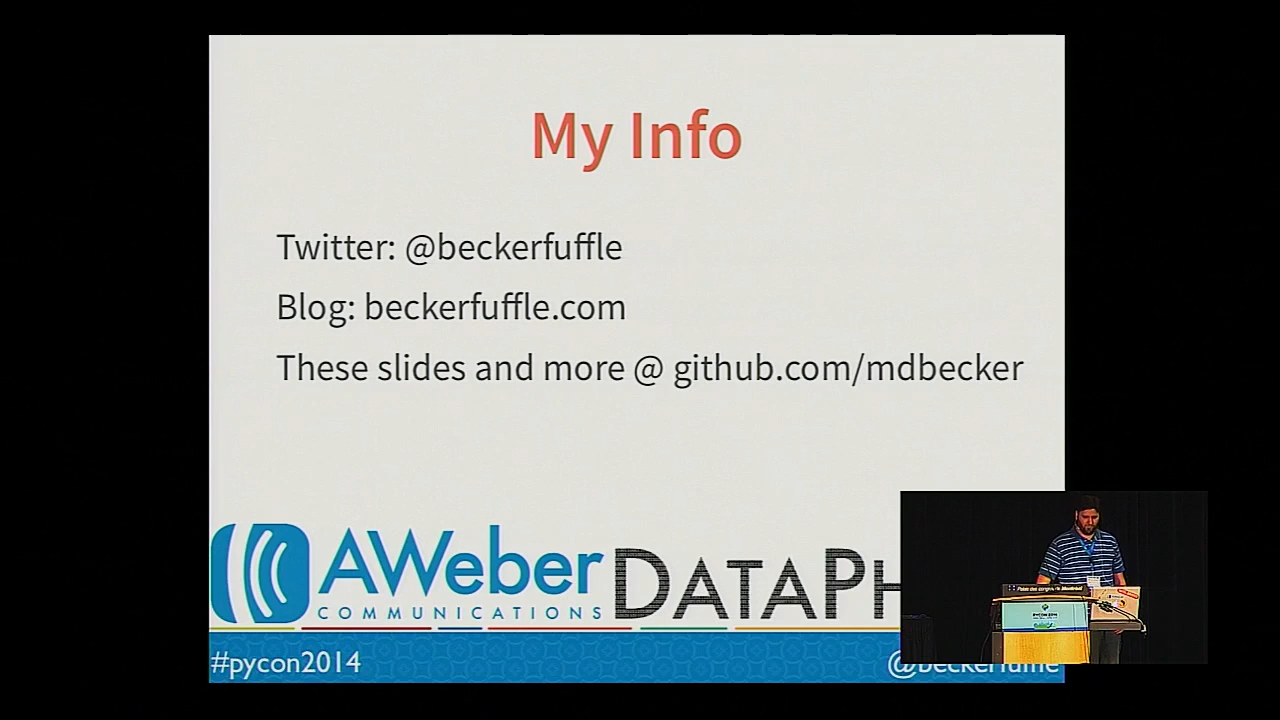 My Info
Twitter: @beckerfuffle
Blog: beckerfuffle.com
These slides and more @ github.com/mdbecker
AWeber
COMMUNICATIONS
DATAPH
#pycon2014
@beckerfuffle